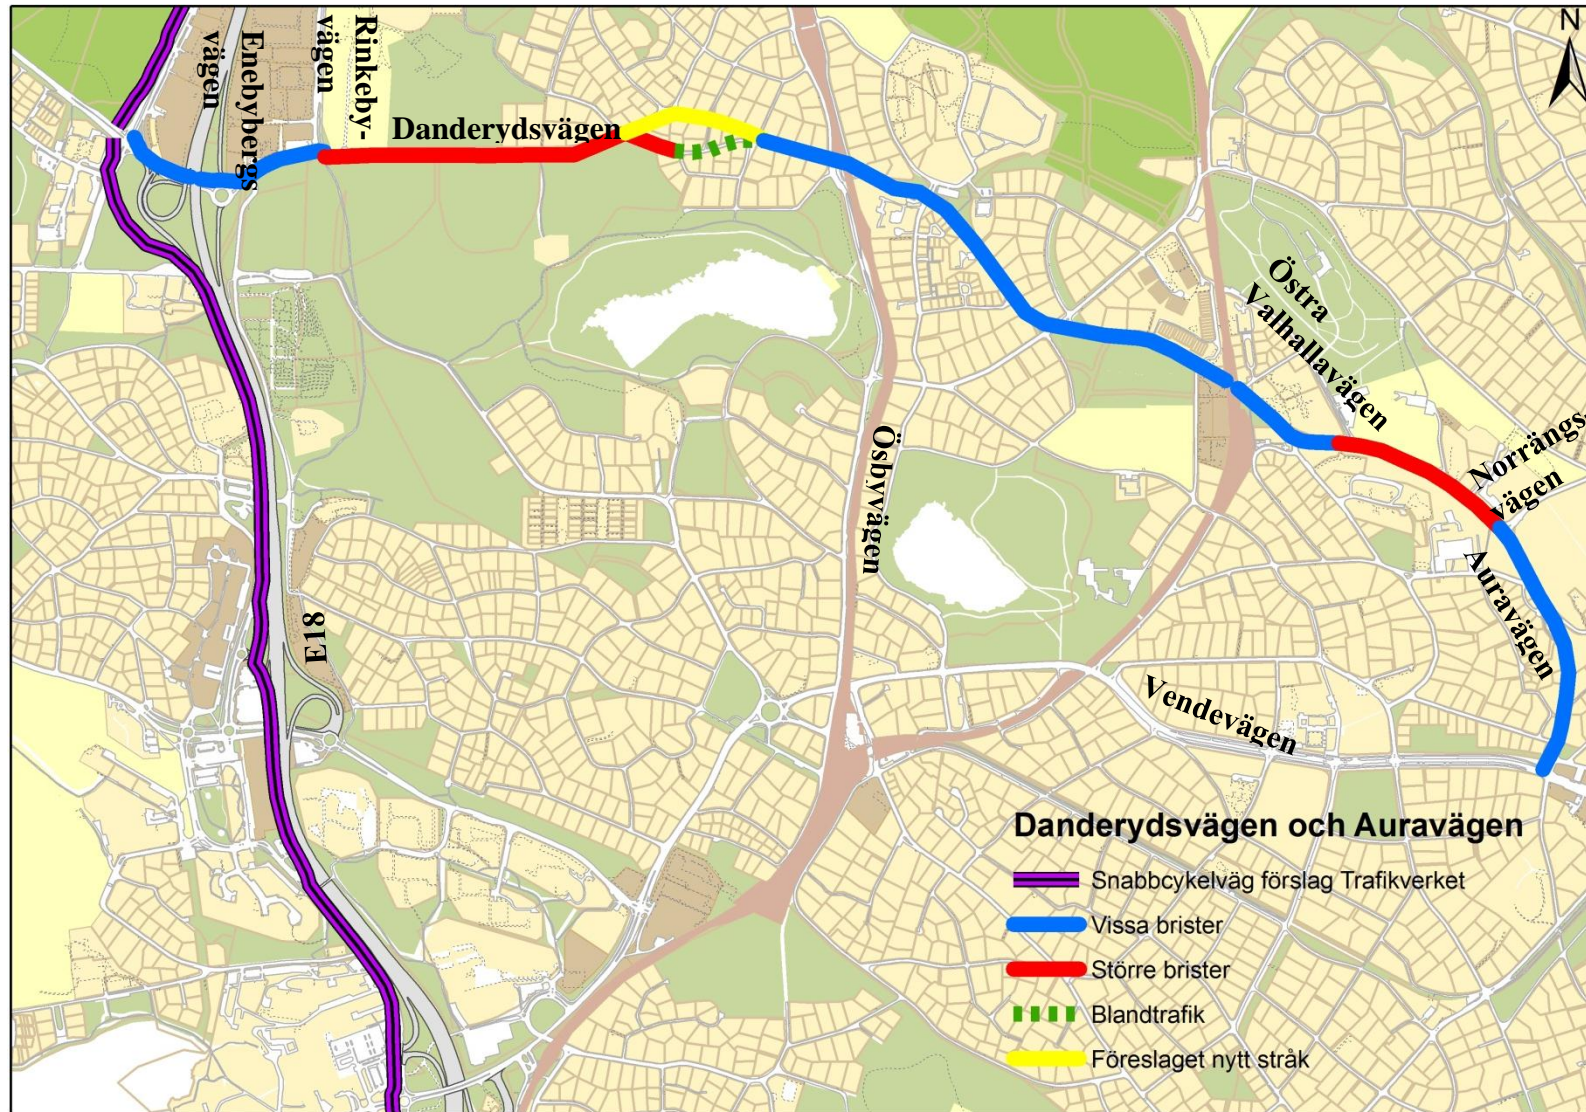 N
Enebybergs
vägen
Rinkeby-
vägen
Danderydsvägen
Östra
Valhallavägen
Norrängs-
vägen
Auravägen
Ösbyvägen
E18
Vendevägen
Danderydsvägen och Auravägen
Snabbcykelväg förslag Trafikverket
Vissa brister
Större brister
Blandtrafik
Föreslaget nytt stråk